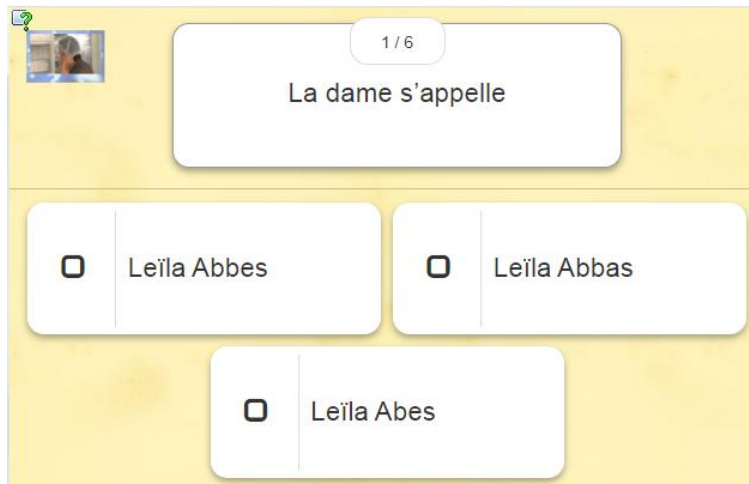 1 / 6
La dame s’appelle
Leïla Abbes
Leïla Abbas
Leïla Abes